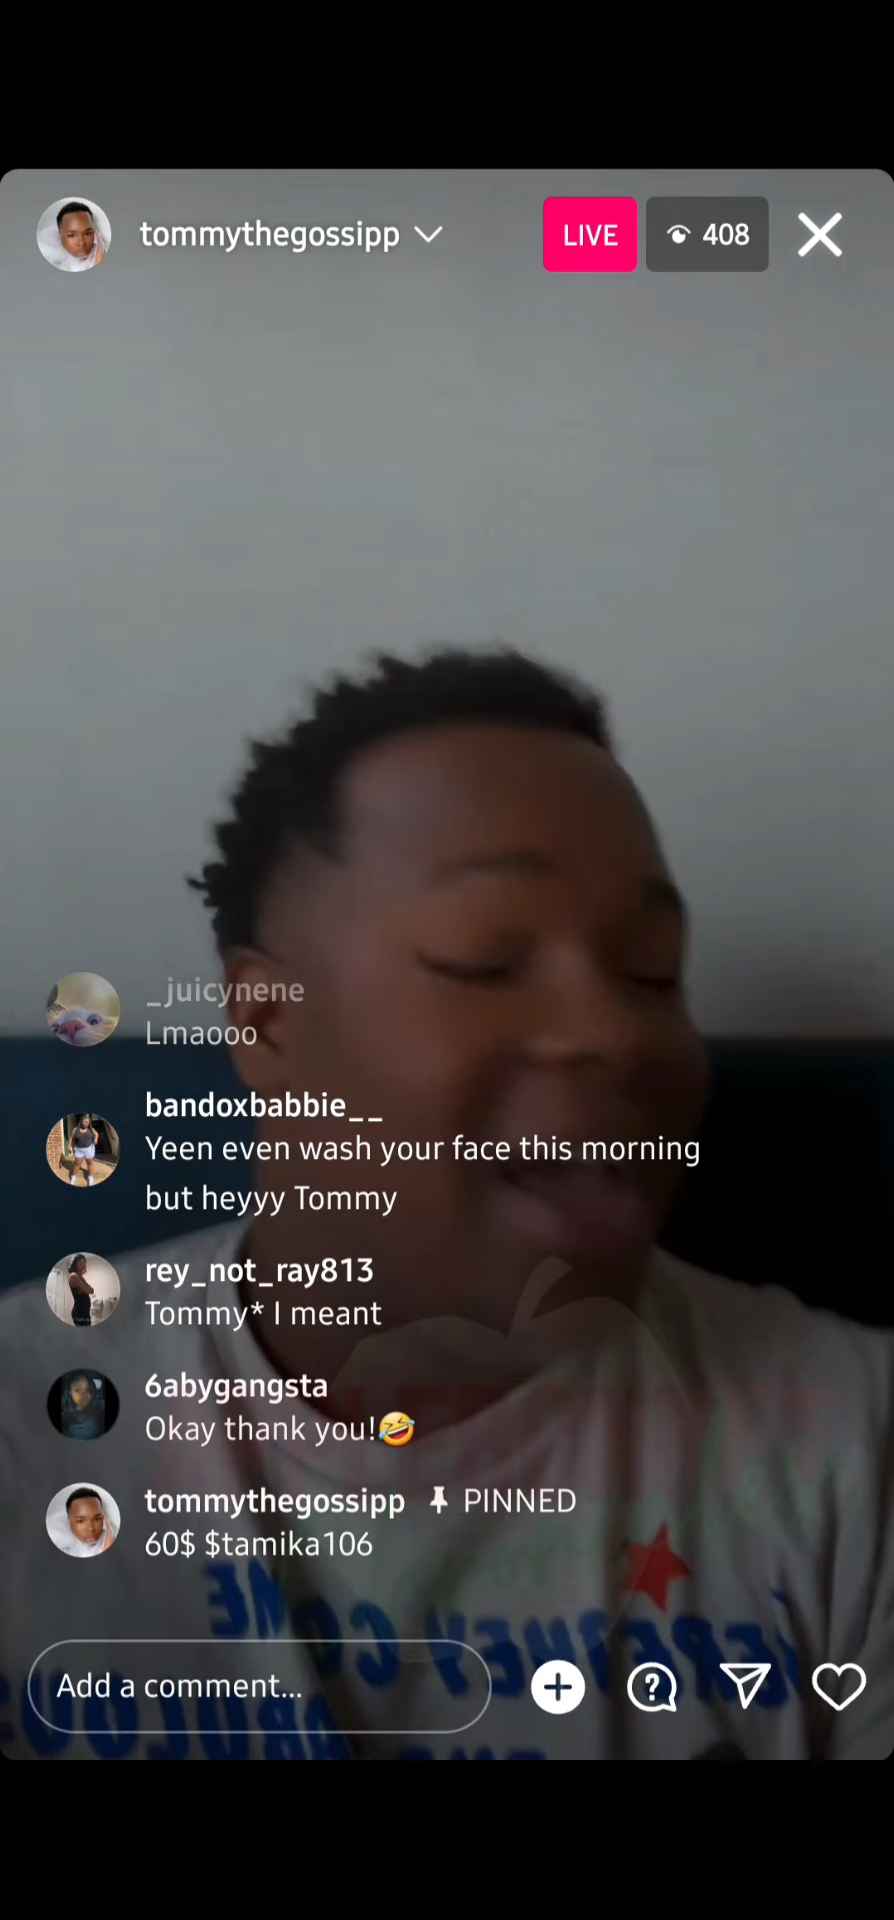 tommythegossipp
LIVE
408
_juicynene
Lmaooo
bandoxbabbie__
Yeen even wash your face this morning
but heyyy Tommy
rey_not_ray813
Tommy* I meant
6abygangsta
Okay thank you!🤣
tommythegossipp PINNED
60$ $tamika106
Add a comment...